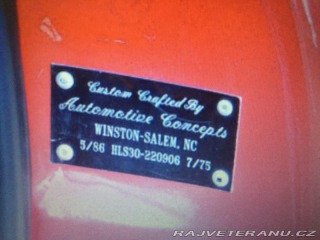 Custom Crafted By
Automotive Concepts
WINSTON-SALEM, NC
5/86 HLS30-220906 7/75
RAJVETERANU.CZ